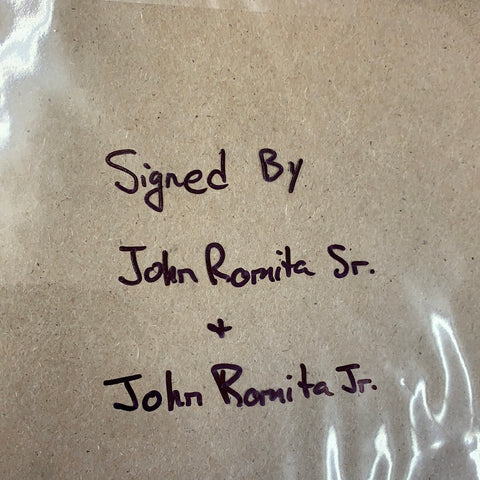 Signed By
John Romita Sr.
+
John Romita Jr.